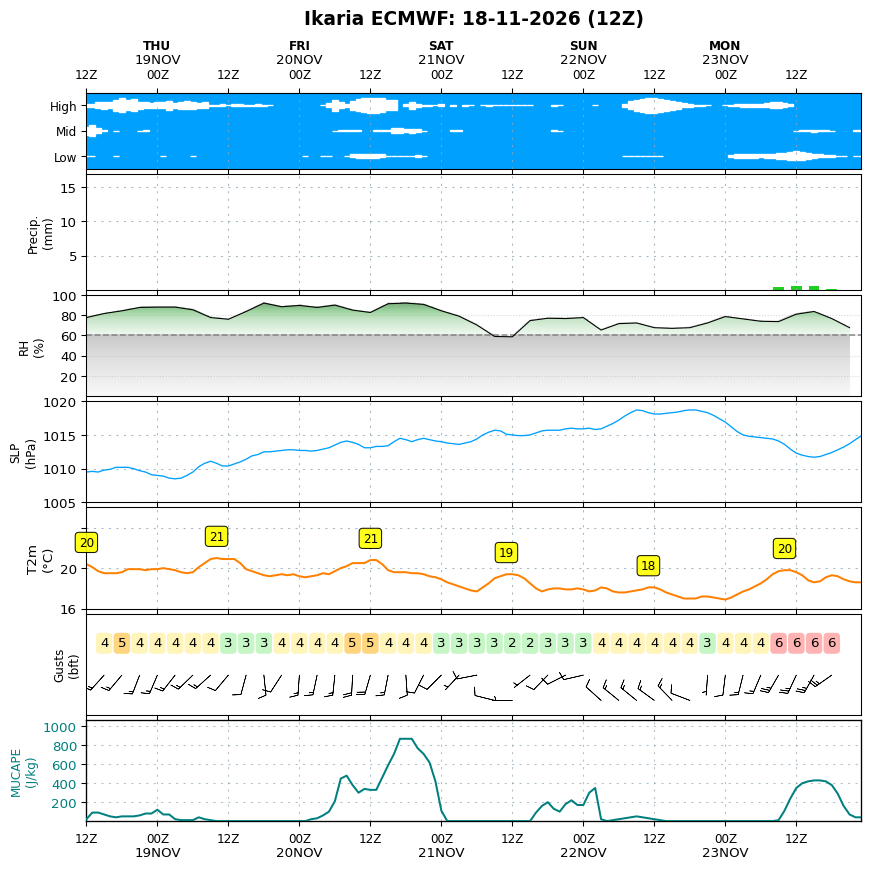 Ikaria ECMWF: 18-11-2026 (12Z)
THU FRI SAT SUN MON
19NOV 20NOV 21NOV 22NOV 23NOV
12Z 00Z 12Z 00Z 12Z 00Z 12Z 00Z 12Z 00Z 12Z
High
Mid
Low
Precip.
(mm)
15
10
5
RH
(%)
100
80
60
40
20
SLP
(hPa)
1020
1015
1010
1005
T2m
(°C)
20
16
20 21 21 19 18 20
Gusts
(bft)
4 5 4 4 4 4 4 3 3 3 4 4 4 4 5 5 4 4 4 3 3 3 3 2 2 3 3 3 4 4 4 4 4 4 3 4 4 4 6 6 6 6
MUCAPE
(J/kg)
1000
800
600
400
200
12Z 00Z 12Z 00Z 12Z 00Z 12Z 00Z 12Z 00Z 12Z
19NOV 20NOV 21NOV 22NOV 23NOV